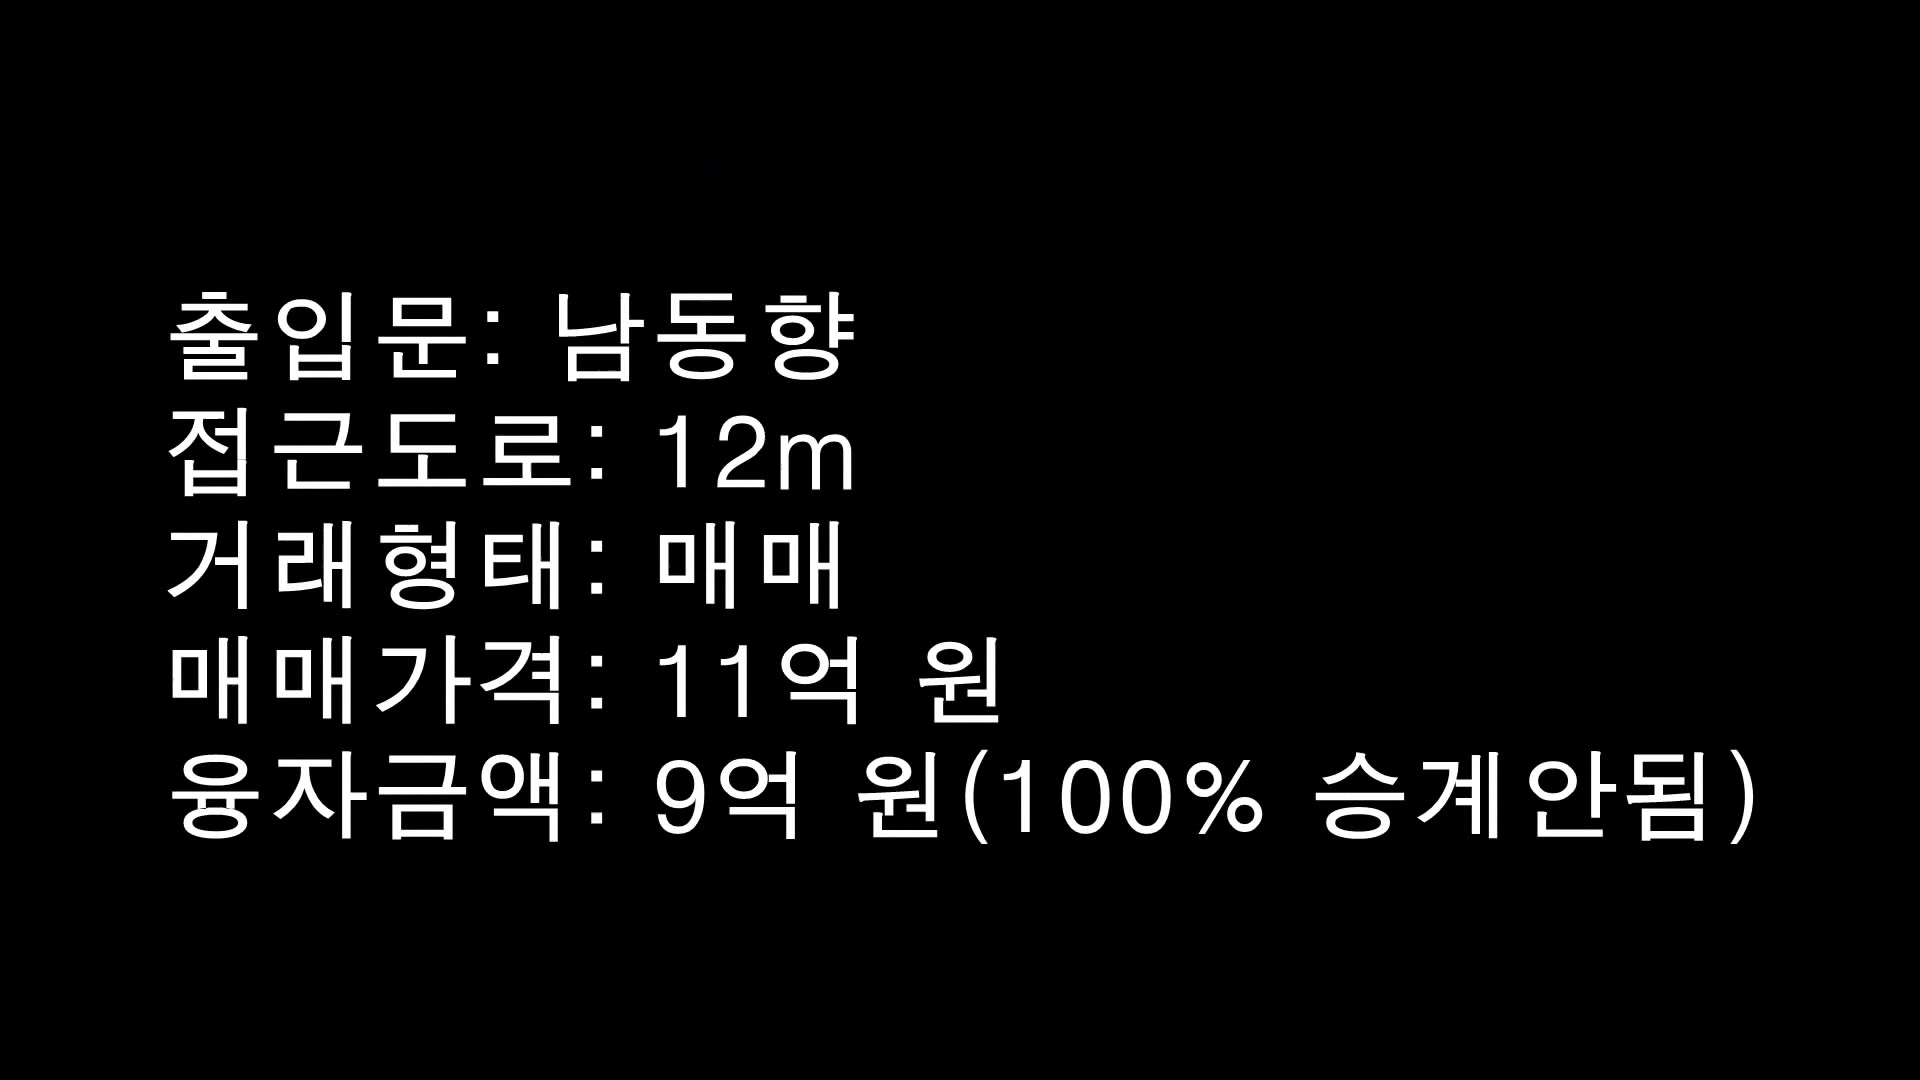 출입문: 남동향
접근도로: 12m
거래형태: 매매
매매가격: 11억 원
융자금액: 9억 원(100% 승계안됨)